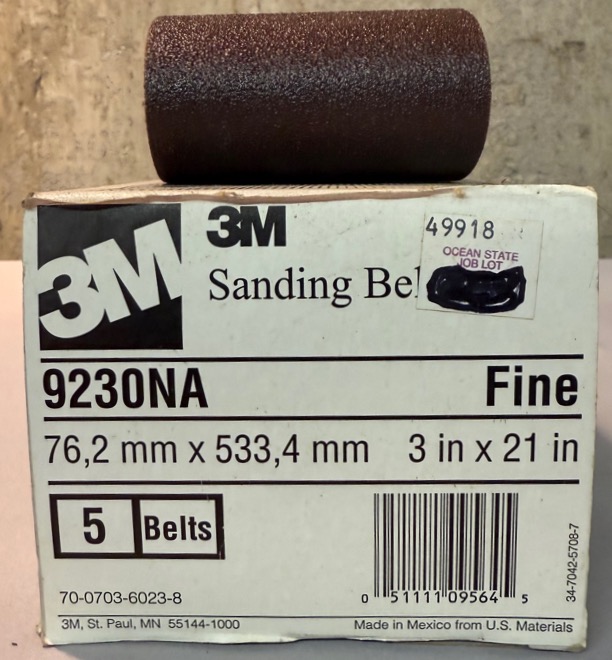 3M
3M
49918
OCEAN STATE
JOB LOT
Sanding
9230NA Fine
76,2 mm x 533,4 mm 3 in x 21 in
5 Belts
0 51111 09564 5
34-7042-5708-7
70-0703-6023-8
3M, St. Paul, MN 55144-1000 Made in Mexico from U.S. Materials